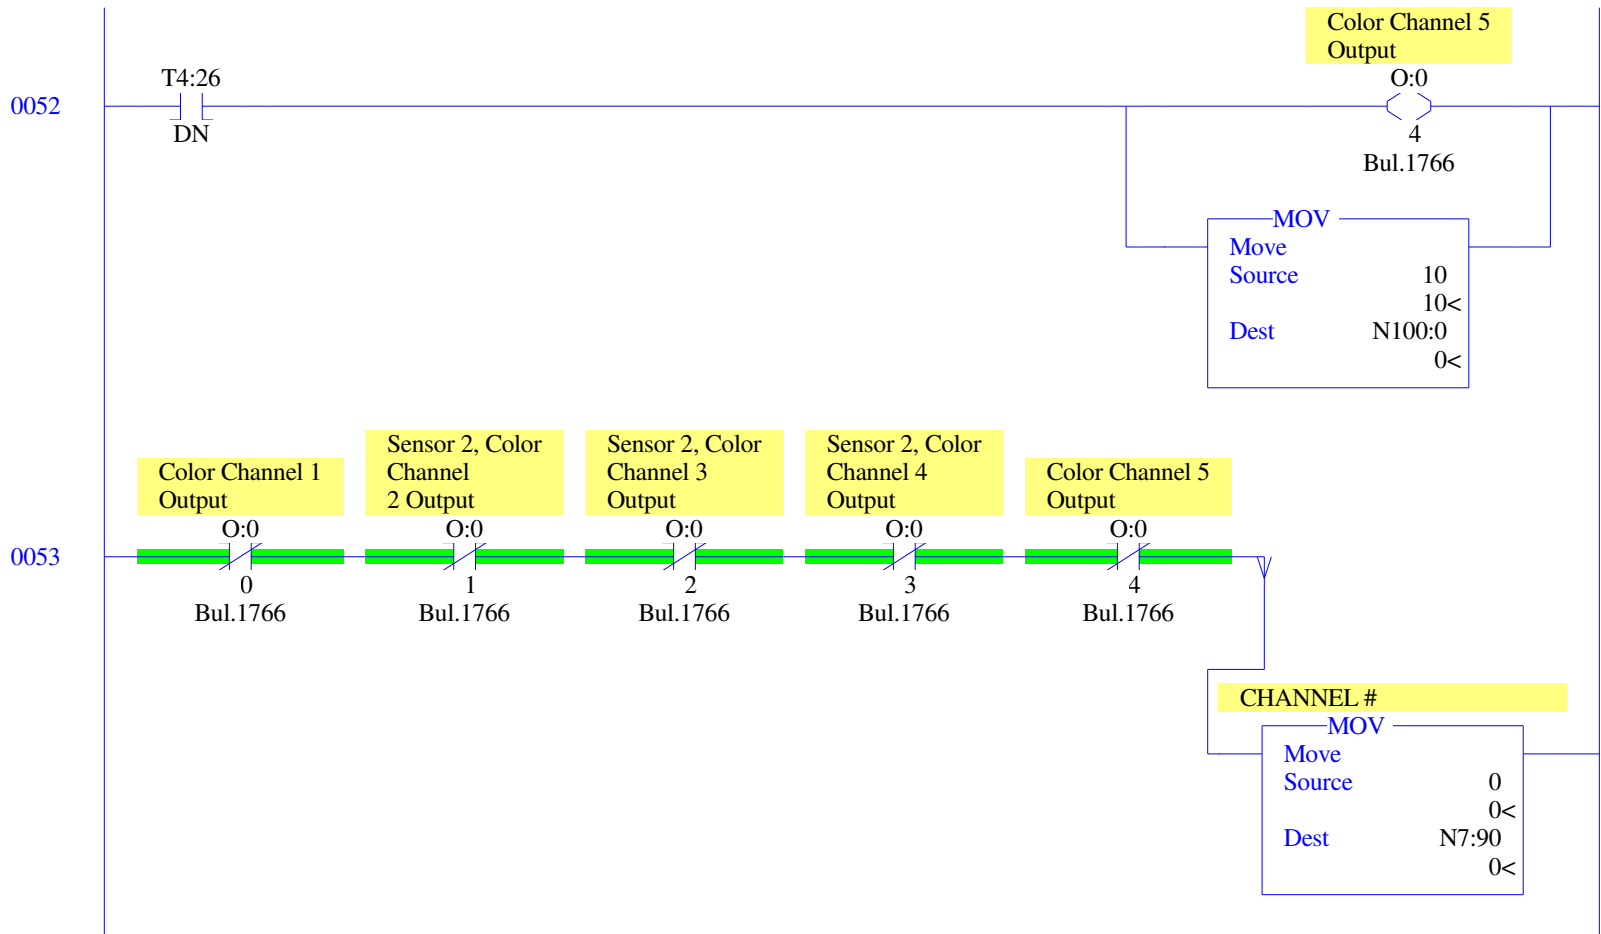 Color Channel 5
Output
T4:26
O:0
0052
DN
4
Bul.1766
MOV
Move
Source 10
10<
Dest N100:0
0<
Color Channel 1
Output
O:0
0
Bul.1766
Sensor 2, Color
Channel
2 Output
O:0
1
Bul.1766
Sensor 2, Color
Channel 3
Output
O:0
2
Bul.1766
Sensor 2, Color
Channel 4
Output
O:0
3
Bul.1766
Color Channel 5
Output
O:0
4
Bul.1766
0053
CHANNEL #
MOV
Move
Source 0
0<
Dest N7:90
0<